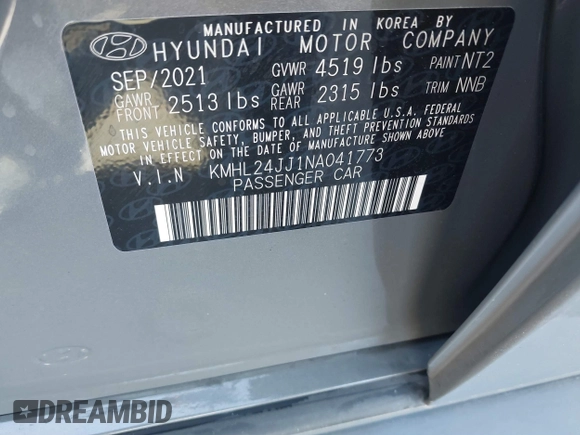 MANUFACTURED IN KOREA BY
HYUNDAI MOTOR COMPANY
SEP/2021 GVWR 4519 lbs PAINT NT2
GAWR FRONT 2513 lbs GAWR REAR 2315 lbs TRIM NNB
THIS VEHICLE CONFORMS TO ALL APPLICABLE U.S.A. FEDERAL
MOTOR VEHICLE SAFETY, BUMPER, AND THEFT PREVENTION STANDARDS
IN EFFECT ON THE DATE OF MANUFACTURE SHOWN ABOVE.
V.I.N KMHL24JJ1NA041773
PASSENGER CAR
DREAMBID